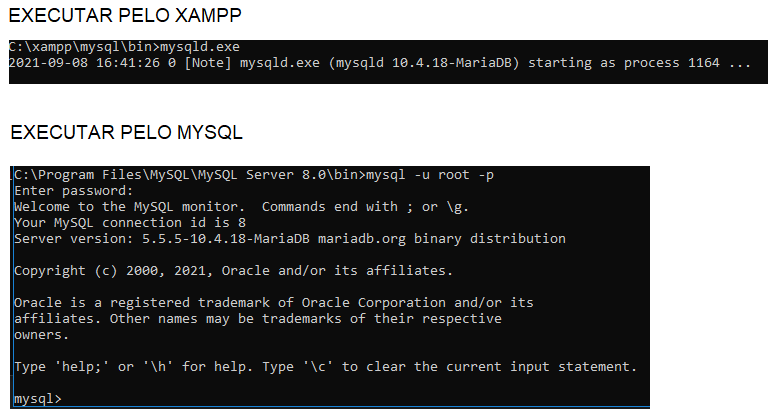 EXECUTAR PELO XAMPP
C:\xampp\mysql\bin>mysqld.exe
2021-09-08 16:41:26 0 [Note] mysqld.exe (mysqld 10.4.18-MariaDB) starting as process 1164 ...
EXECUTAR PELO MYSQL
C:\Program Files\MySQL\MySQL Server 8.0\bin>mysql -u root -p
Enter password:
Welcome to the MySQL monitor.  Commands end with ; or \g.
Your MySQL connection id is 8
Server version: 5.5.5-10.4.18-MariaDB mariadb.org binary distribution
Copyright (c) 2000, 2021, Oracle and/or its affiliates.
Oracle is a registered trademark of Oracle Corporation and/or its
affiliates. Other names may be trademarks of their respective
owners.
Type 'help;' or '\h' for help. Type '\c' to clear the current input statement.
mysql>